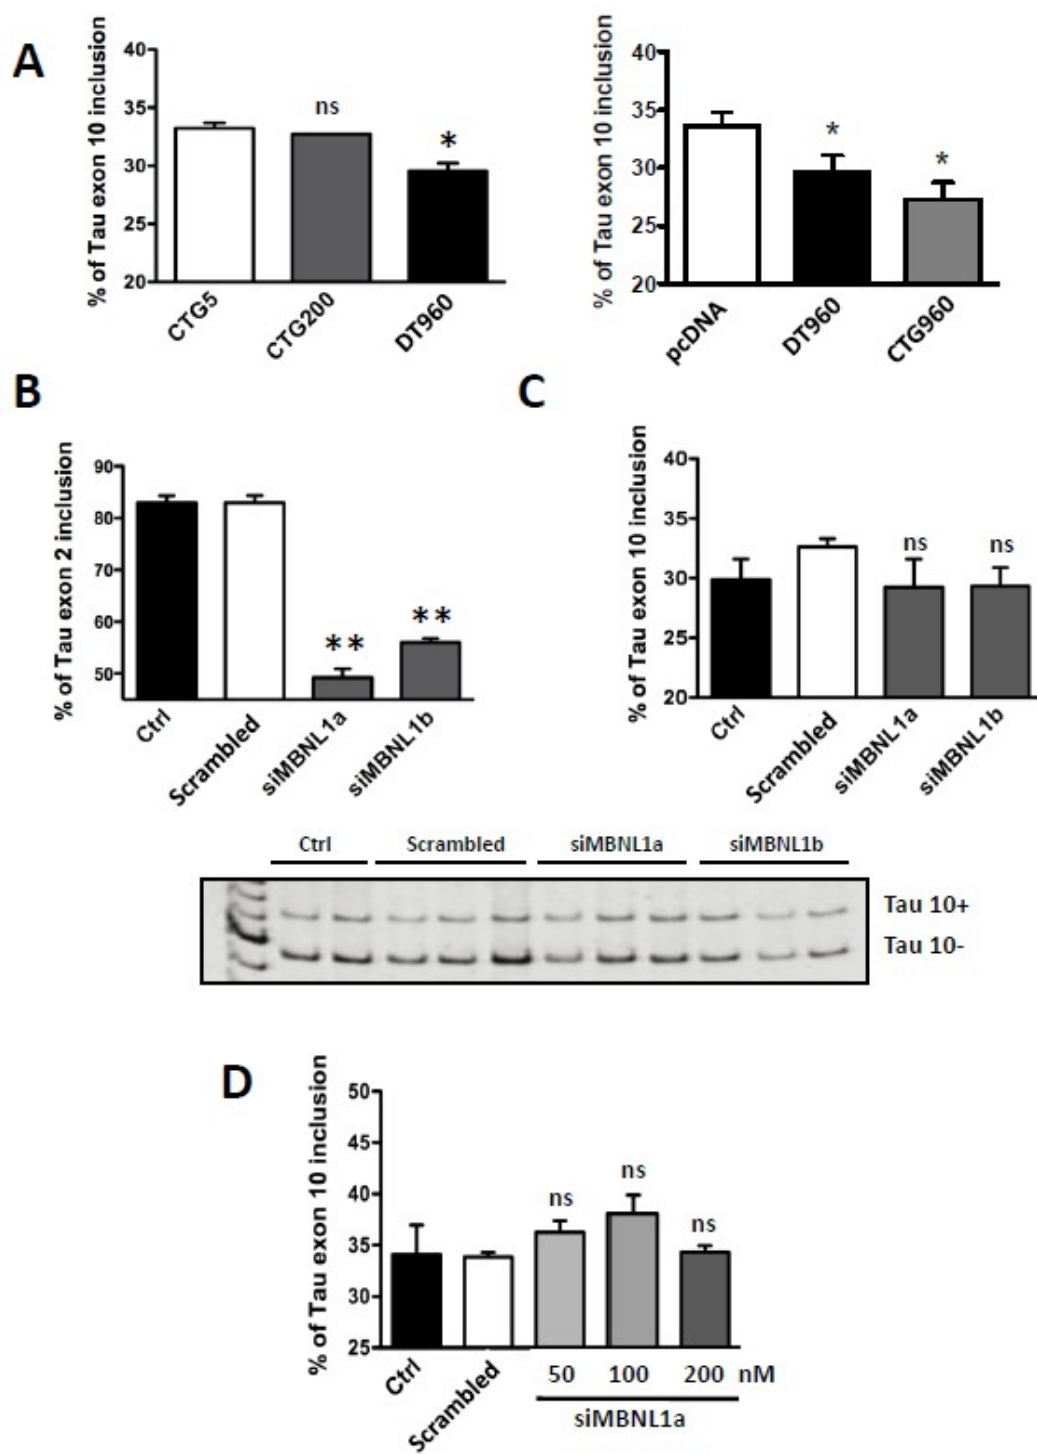 A
% of Tau exon 10 inclusion
40
35
30
25
20
ns
*
CTG5
CTG200
DT960
% of Tau exon 10 inclusion
40
35
30
25
20
*
*
pcDNA
DT960
CTG960
B
% of Tau exon 2 inclusion
90
80
70
60
50
**
**
Ctrl
Scrambled
siMBNL1a
siMBNL1b
C
% of Tau exon 10 inclusion
40
35
30
25
20
ns
ns
Ctrl
Scrambled
siMBNL1a
siMBNL1b
Ctrl Scrambled siMBNL1a siMBNL1b
Tau 10+
Tau 10-
D
% of Tau exon 10 inclusion
50
45
40
35
30
25
ns
ns
ns
Ctrl
Scrambled
50 100 200 nM
siMBNL1a